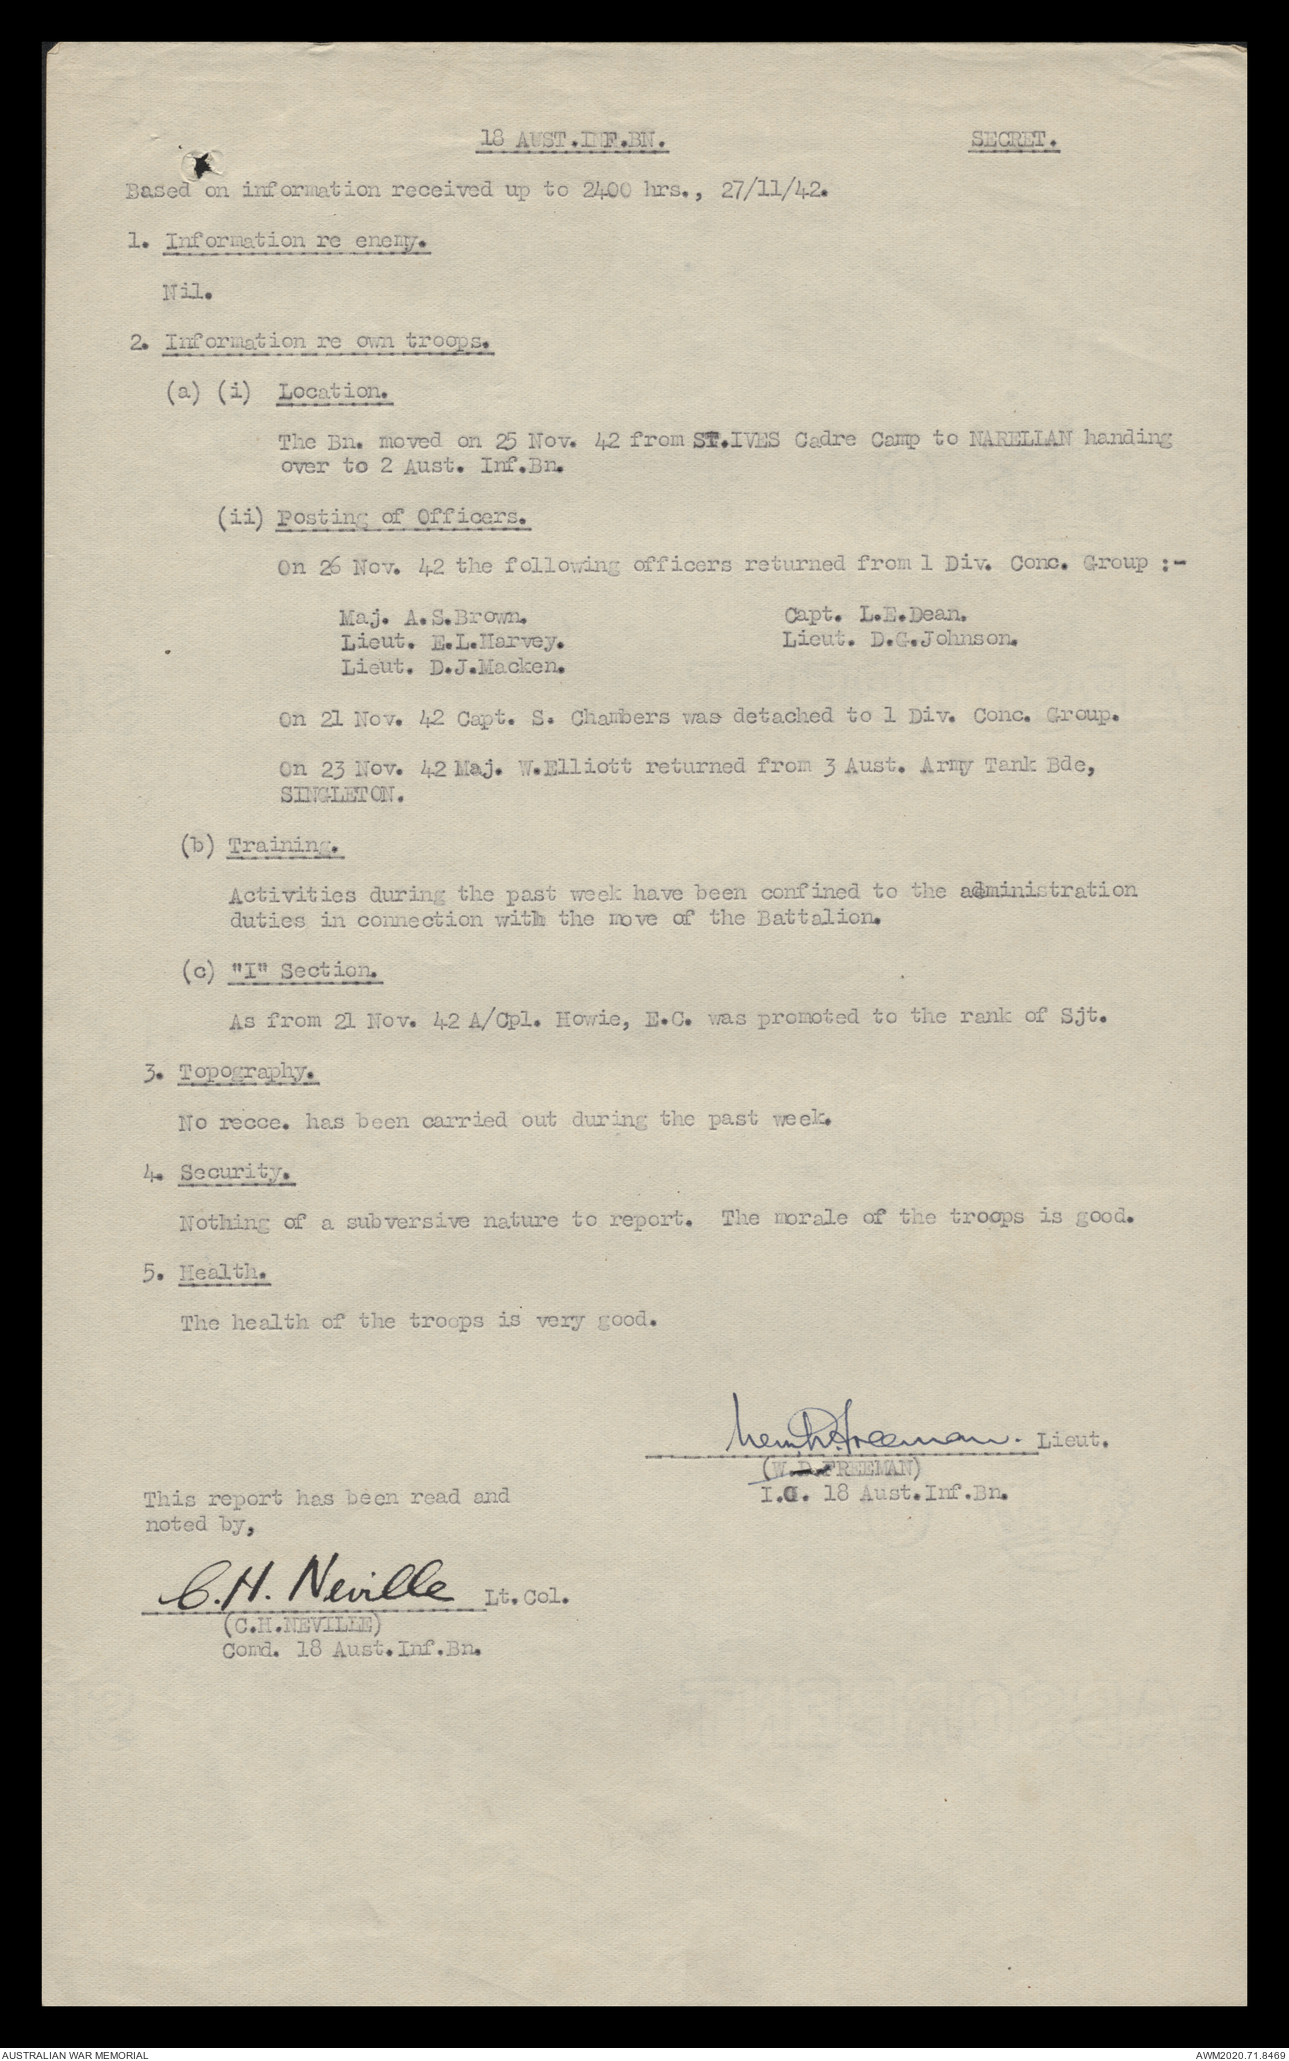 18 AUST.INF.BN. SECRET.
Based on information received up to 2400 hrs., 27/11/42.
1. Information re enemy.
Nil.
2. Information re own troops.
(a) (i) Location.
The Bn. moved on 25 Nov. 42 from ST.IVES Cadre Camp to NARELLAN handing
over to 2 Aust. Inf.Bn.
(ii) Posting of Officers.
On 26 Nov. 42 the following officers returned from 1 Div. Conc. Group :-
Maj. A.S.Brown. Capt. L.E.Dean.
Lieut. E.L.Harvey. Lieut. D.G.Johnson.
Lieut. D.J.Macken.
On 21 Nov. 42 Capt. S. Chambers was detached to 1 Div. Conc. Group.
On 23 Nov. 42 Maj. W.Elliott returned from 3 Aust. Army Tank Bde,
SINGLETON.
(b) Training.
Activities during the past week have been confined to the administration
duties in connection with the move of the Battalion.
(c) "I" Section.
As from 21 Nov. 42 A/Cpl. Howie, E.C. was promoted to the rank of Sjt.
3. Topography.
No recce. has been carried out during the past week.
4. Security.
Nothing of a subversive nature to report. The morale of the troops is good.
5. Health.
The health of the troops is very good.
Freeman. Lieut.
(W.D.FREEMAN)
I.O. 18 Aust.Inf.Bn.
This report has been read and
noted by,
C.H. Neville Lt.Col.
(C.H.NEVILLE)
Comd. 18 Aust.Inf.Bn.
AUSTRALIAN WAR MEMORIAL AWM2020.71.8469